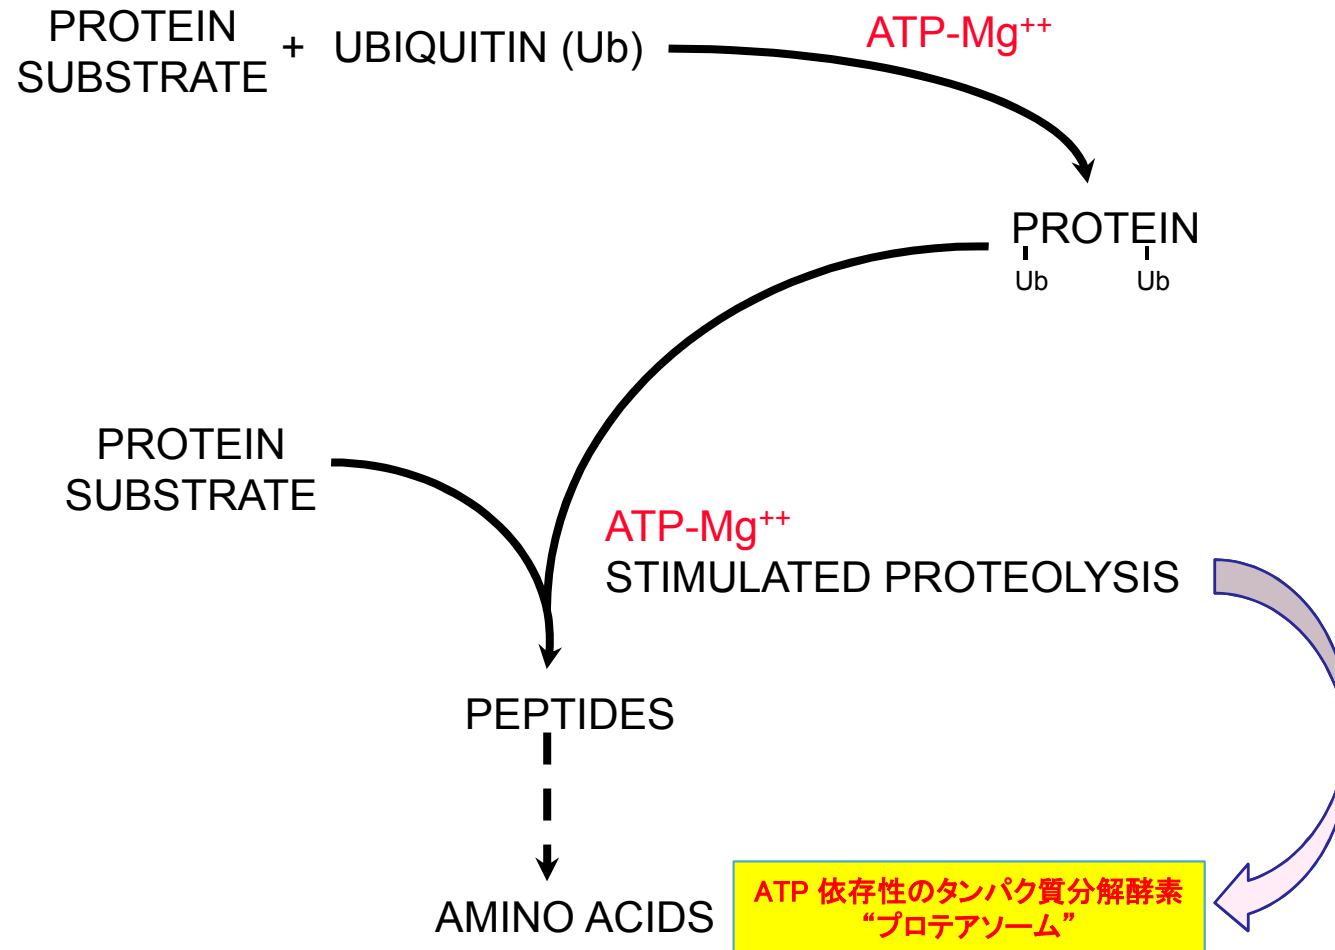 PROTEIN
SUBSTRATE
+
UBIQUITIN (Ub)
ATP-Mg⁺⁺
PROTEIN
Ub
Ub
PROTEIN
SUBSTRATE
ATP-Mg⁺⁺
STIMULATED PROTEOLYSIS
PEPTIDES
AMINO ACIDS
ATP 依存性のタンパク質分解酵素
“プロテアソーム”